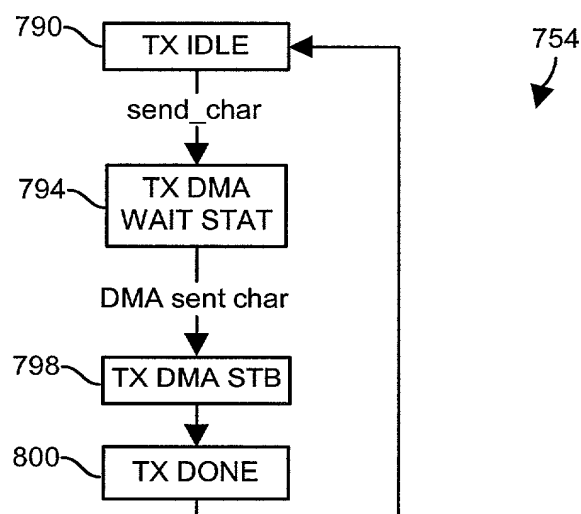 790
TX IDLE
754
send_char
794
TX DMA
WAIT STAT
DMA sent char
798
TX DMA STB
800
TX DONE